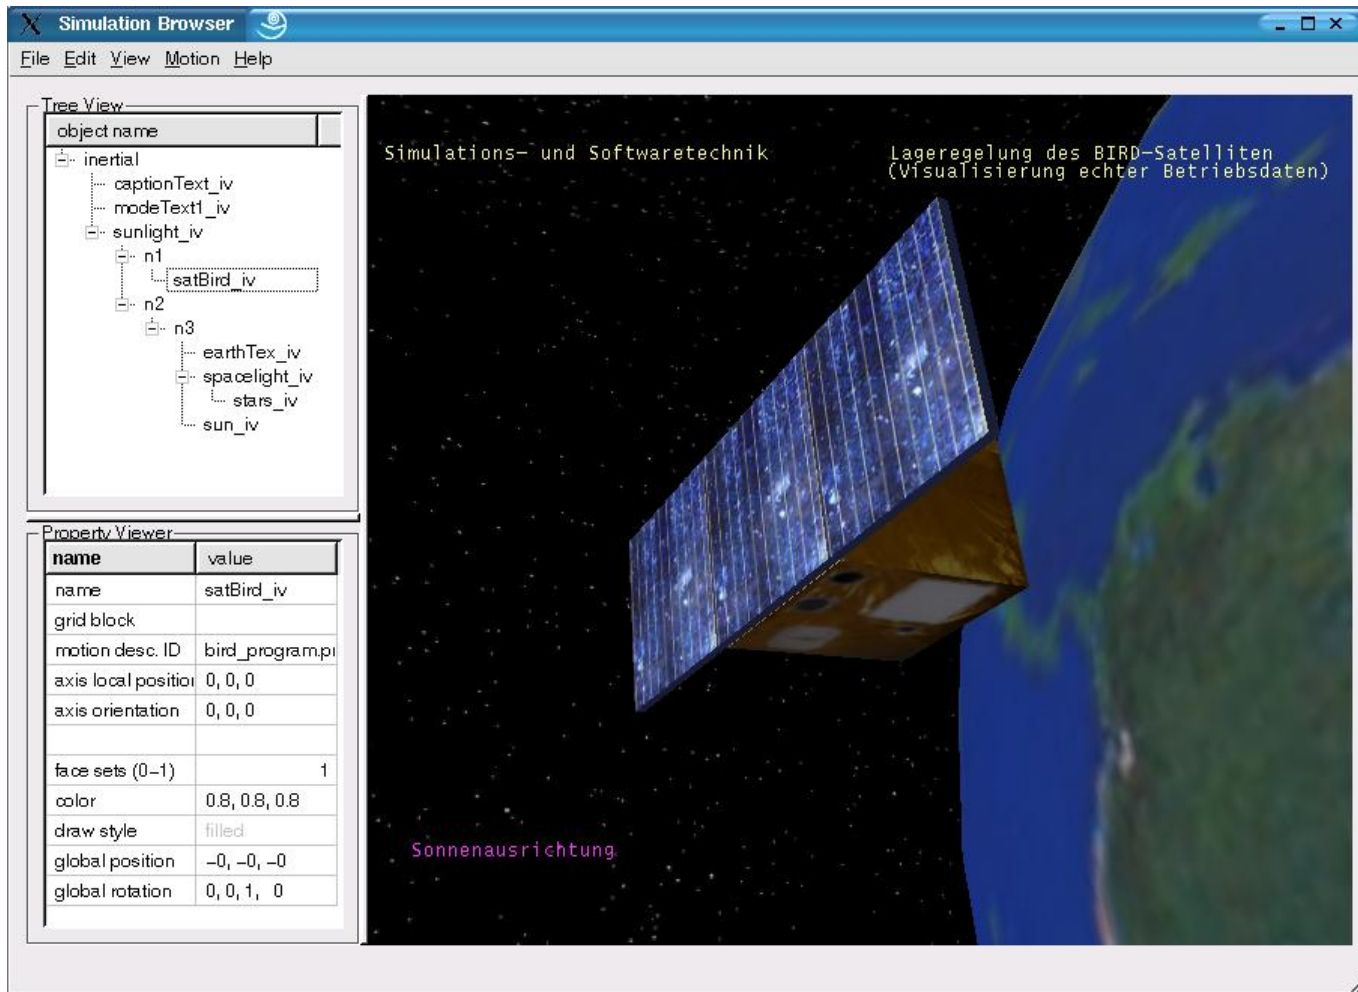 Simulation Browser
File Edit View Motion Help
Tree View
object name
inertial
captionText_iv
modeText1_iv
sunlight_iv
n1
satBird_iv
n2
n3
earthTex_iv
spacelight_iv
stars_iv
sun_iv
Property Viewer
name value
name satBird_iv
grid block
motion desc. ID bird_program.pr
axis local position 0, 0, 0
axis orientation 0, 0, 0
face sets (0-1) 1
color 0.8, 0.8, 0.8
draw style filled
global position -0, -0, -0
global rotation 0, 0, 1, 0
Simulations- und Softwaretechnik
Lageregelung des BIRD-Satelliten
(Visualisierung echter Betriebsdaten)
Sonnenausrichtung